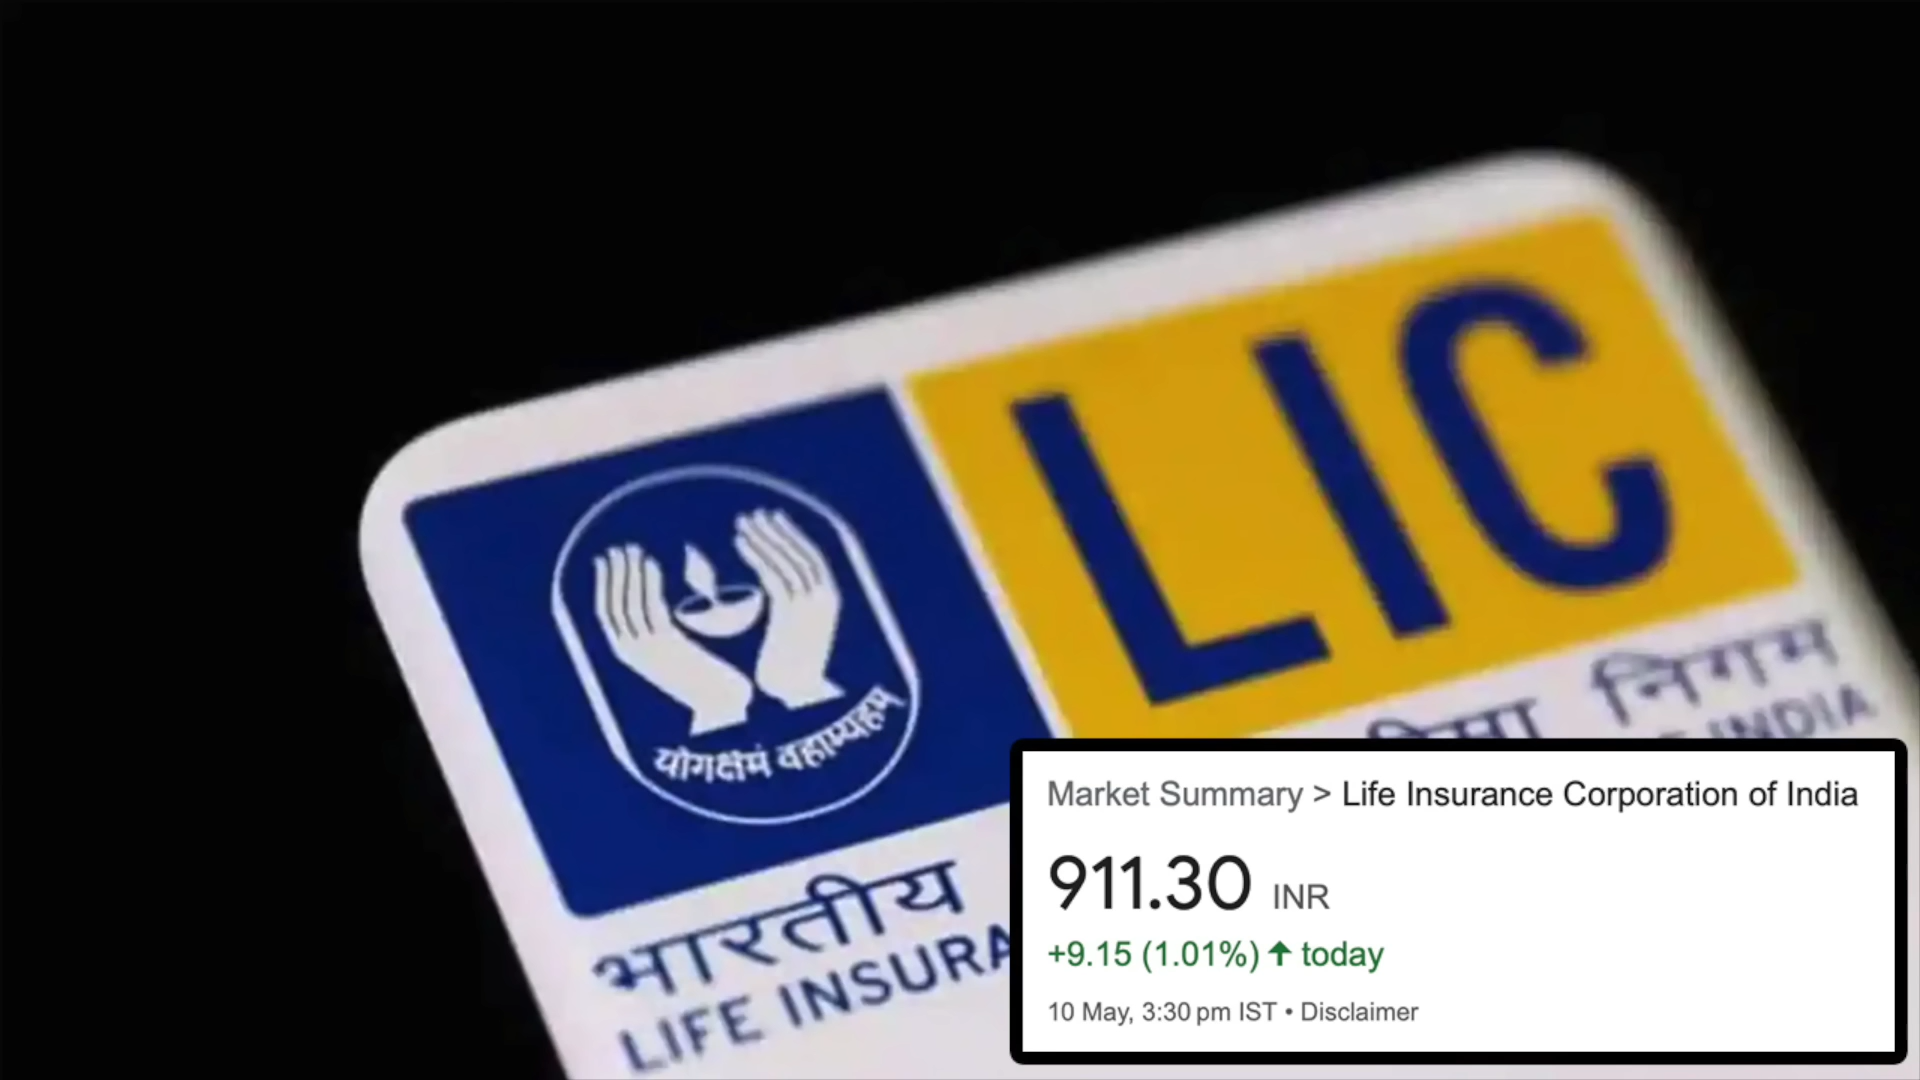 LIC
योगक्षेमं वहाम्यहम्
निगम
INDIA
भारतीय
LIFE INSURA
Market Summary > Life Insurance Corporation of India
911.30 INR
+9.15 (1.01%) ↑ today
10 May, 3:30 pm IST • Disclaimer